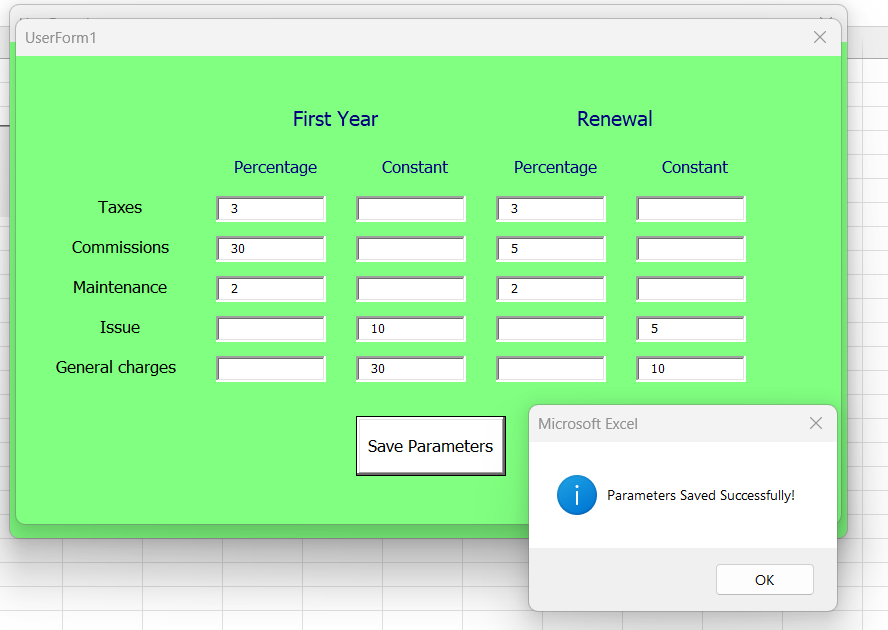 UserForm1
First Year Renewal
Percentage Constant Percentage Constant
Taxes 3 3
Commissions 30 5
Maintenance 2 2
Issue 10 5
General charges 30 10
Save Parameters
Microsoft Excel
Parameters Saved Successfully!
OK